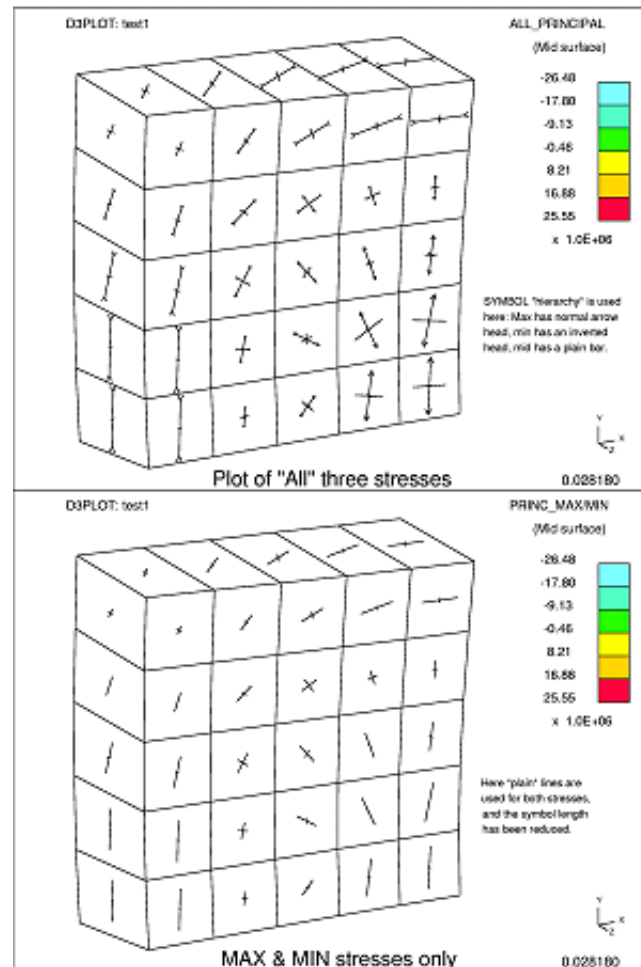 D3PLOT: test1
ALL_PRINCIPAL
(Mid surface)
-26.48
-17.80
-9.13
-0.46
8.21
16.88
25.55
x 1.0E+06
SYMBOL "hierarchy" is used
here: Max has normal arrow
head, min has an inverted
head, mid has a plain bar.
Y
X
Z
Plot of "All" three stresses
0.028180
D3PLOT: test1
PRINC_MAX/MIN
(Mid surface)
-26.48
-17.80
-9.13
-0.46
8.21
16.88
25.55
x 1.0E+06
Here "plain" lines are
used for both stresses,
and the symbol length
has been reduced.
Y
X
Z
MAX & MIN stresses only
0.028180